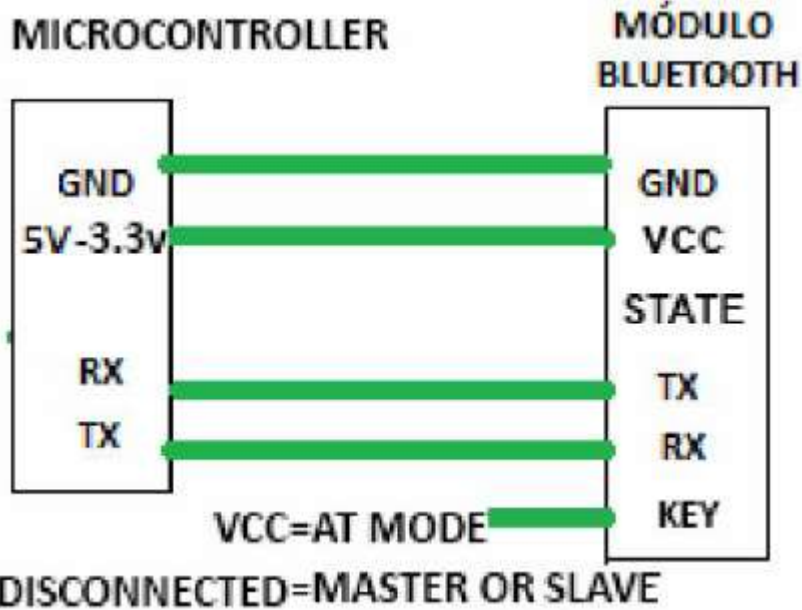 MICROCONTROLLER
MÓDULO
BLUETOOTH
GND
5V-3.3v
RX
TX
GND
VCC
STATE
TX
RX
KEY
VCC=AT MODE
DISCONNECTED=MASTER OR SLAVE